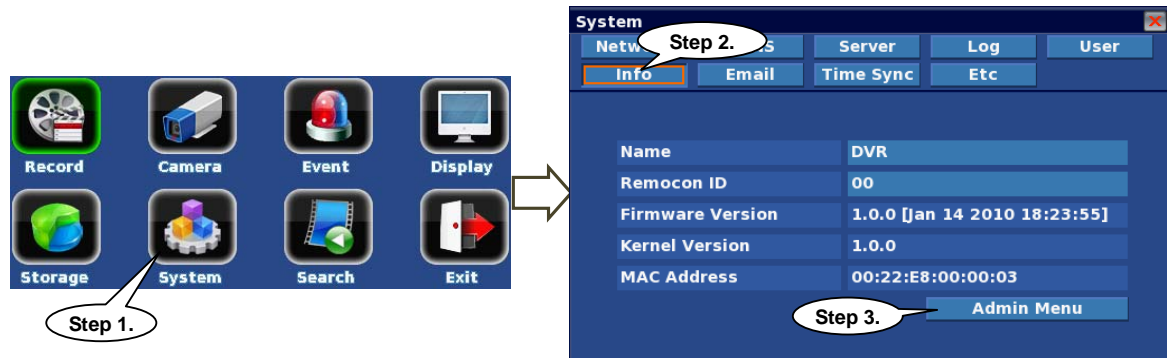 Record Camera Event Display
Storage System Search Exit
Step 1.
System
Step 2.
Server Log User
Info Email Time Sync Etc
Name DVR
Remocon ID 00
Firmware Version 1.0.0 [Jan 14 2010 18:23:55]
Kernel Version 1.0.0
MAC Address 00:22:E8:00:00:03
Step 3.
Admin Menu